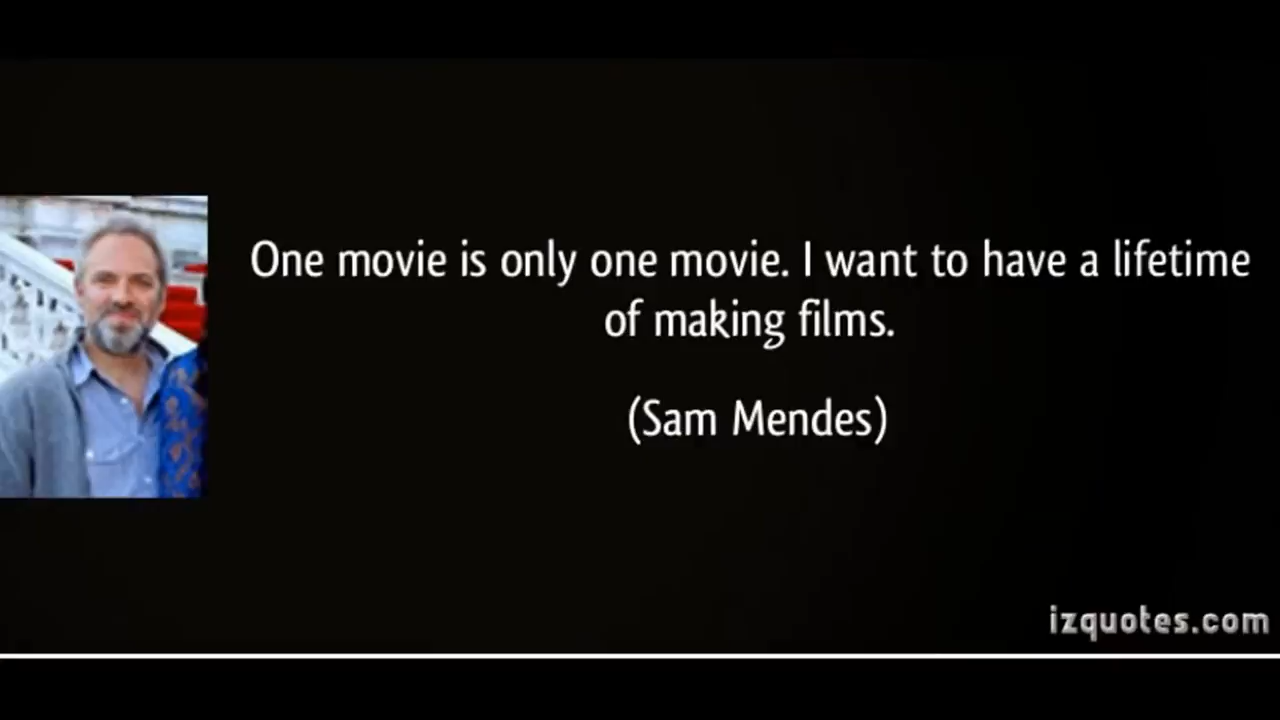 One movie is only one movie. I want to have a lifetime
of making films.
(Sam Mendes)
izquotes.com